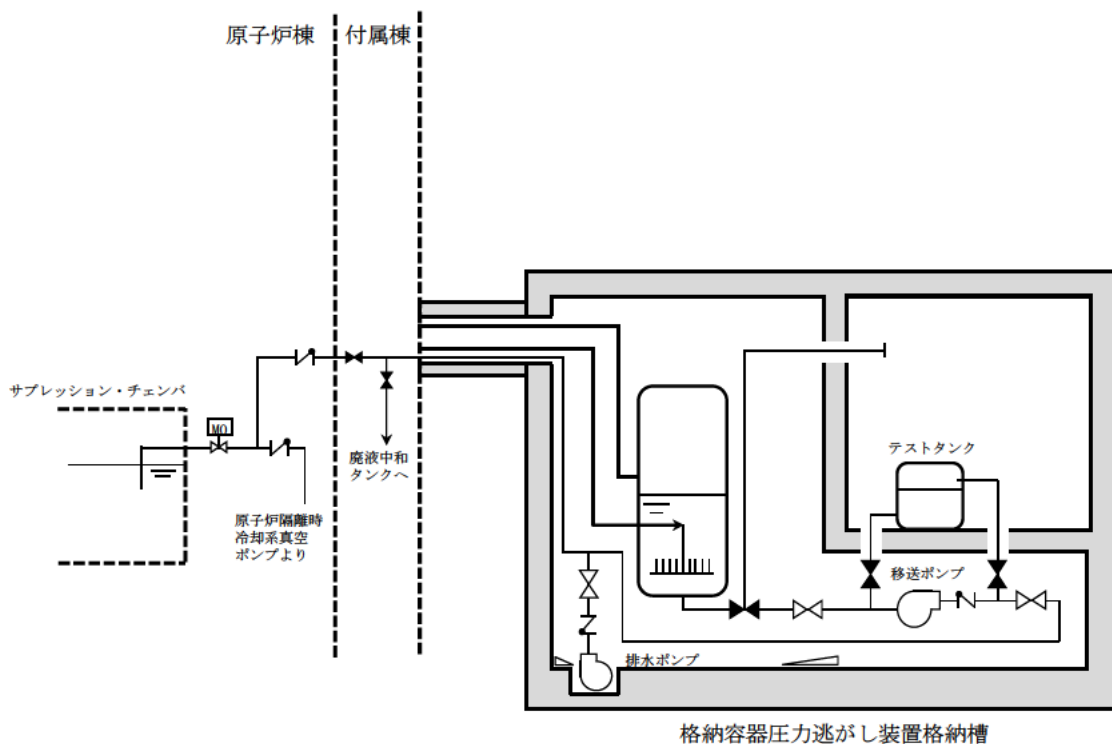 原子炉棟
付属棟
サプレッション・チェンバ
MO
廃液中和
タンクへ
原子炉隔離時
冷却系真空
ポンプより
テストタンク
移送ポンプ
排水ポンプ
格納容器圧力逃がし装置格納槽